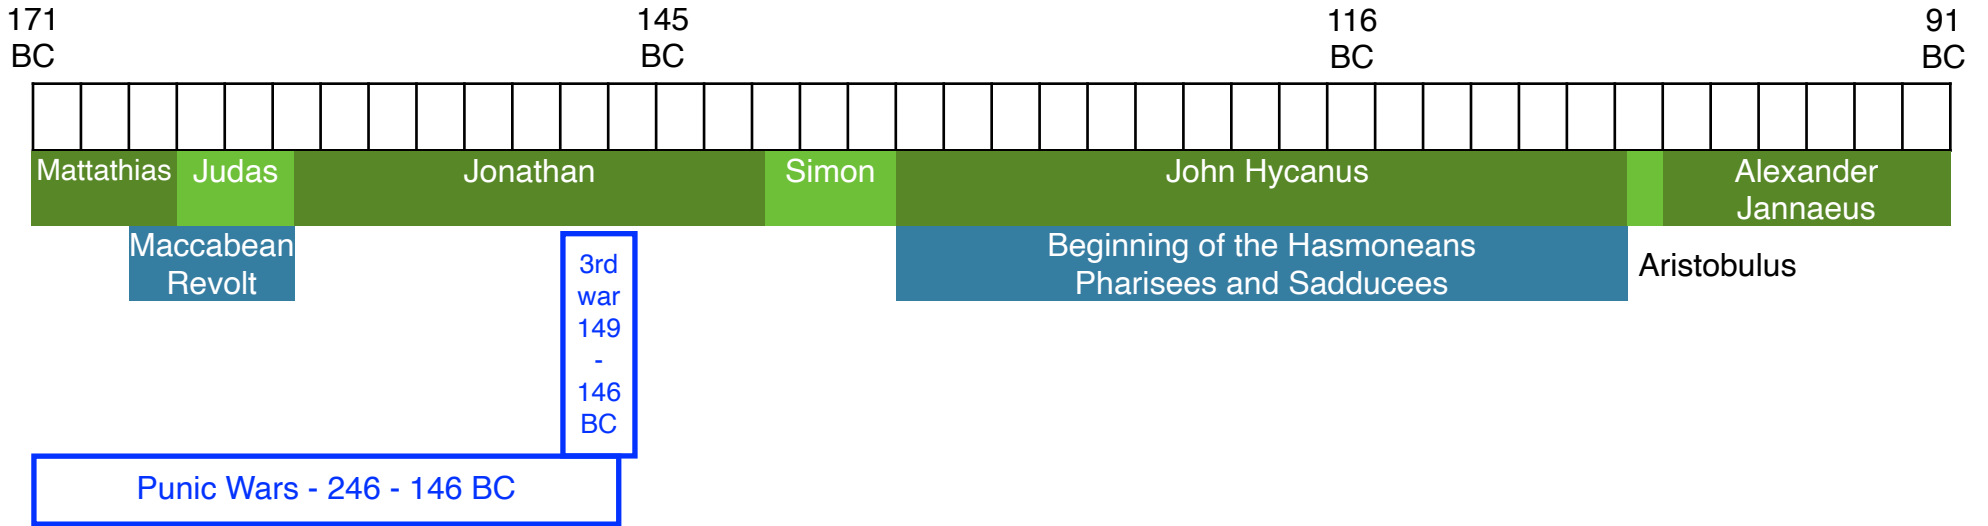 171
BC
145
BC
116
BC
91
BC
Mattathias
Judas
Jonathan
Simon
John Hycanus
Alexander
Jannaeus
Maccabean
Revolt
3rd
war
149
-
146
BC
Beginning of the Hasmoneans
Pharisees and Sadducees
Aristobulus
Punic Wars - 246 - 146 BC